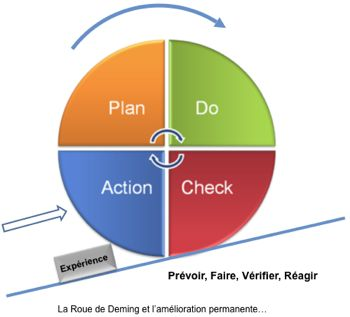 Plan
Do
Action
Check
Expérience
Prévoir, Faire, Vérifier, Réagir
La Roue de Deming et l'amélioration permanente…